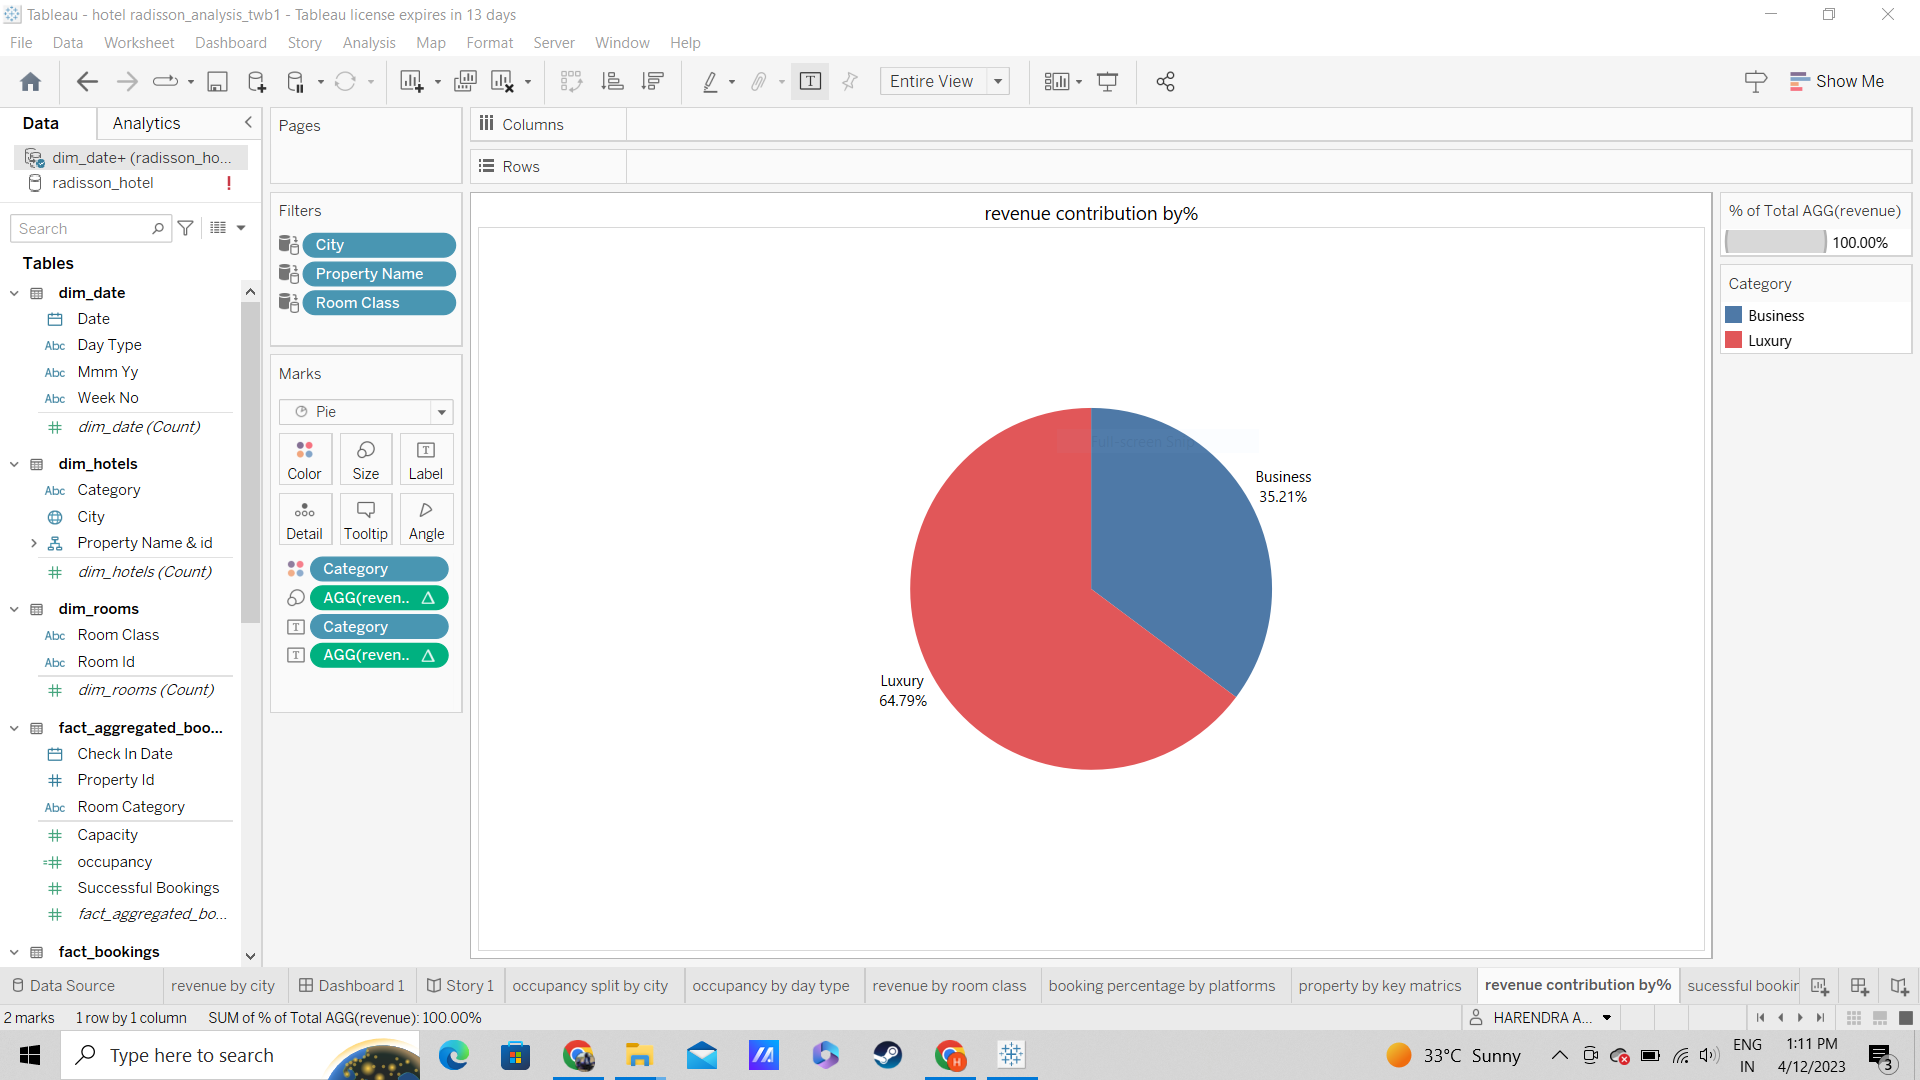 Tableau - hotel radisson_analysis_twb1 - Tableau license expires in 13 days
File Data Worksheet Dashboard Story Analysis Map Format Server Window Help
Entire View
Show Me
Data Analytics
dim_date+ (radisson_ho...
radisson_hotel !
Search
Tables
dim_date
Date
Abc Day Type
Abc Mmm Yy
Abc Week No
dim_date (Count)
dim_hotels
Abc Category
City
Property Name & id
dim_hotels (Count)
dim_rooms
Abc Room Class
Abc Room Id
dim_rooms (Count)
fact_aggregated_boo...
Check In Date
Property Id
Abc Room Category
Capacity
occupancy
Successful Bookings
fact_aggregated_bo...
fact_bookings
Pages
Filters
City
Property Name
Room Class
Marks
Pie
Color Size Label
Detail Tooltip Angle
Category
AGG(reven..
Category
AGG(reven..
Columns
Rows
revenue contribution by%
Business
35.21%
Luxury
64.79%
% of Total AGG(revenue)
100.00%
Category
Business
Luxury
Data Source revenue by city Dashboard 1 Story 1 occupancy split by city occupancy by day type revenue by room class booking percentage by platforms property by key matrics revenue contribution by% sucessful bookin
2 marks 1 row by 1 column SUM of % of Total AGG(revenue): 100.00% HARENDRA A...
Type here to search
33°C Sunny
ENG
IN
1:11 PM
4/12/2023
3